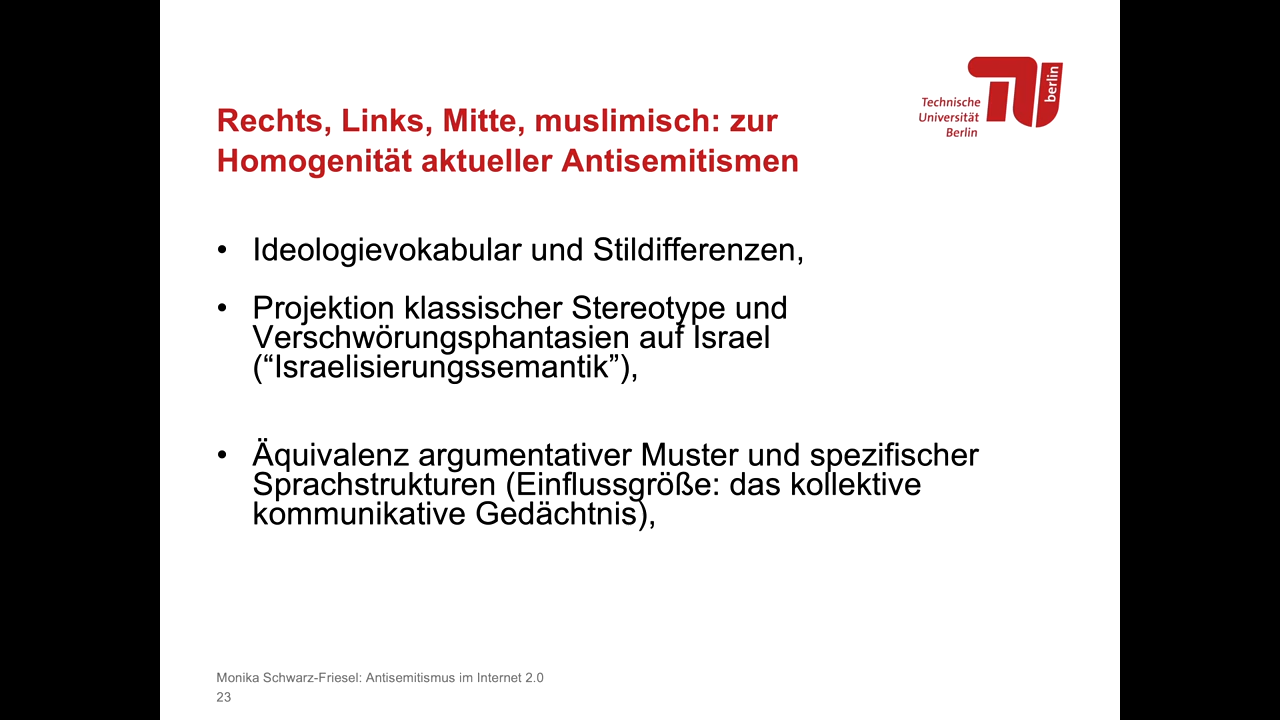 Technische
Universität
Berlin
berlin
Rechts, Links, Mitte, muslimisch: zur
Homogenität aktueller Antisemitismen
• Ideologievokabular und Stildifferenzen,
• Projektion klassischer Stereotype und
Verschwörungsphantasien auf Israel
(“Israelisierungssemantik”),
• Äquivalenz argumentativer Muster und spezifischer
Sprachstrukturen (Einflussgröße: das kollektive
kommunikative Gedächtnis),
Monika Schwarz-Friesel: Antisemitismus im Internet 2.0
23